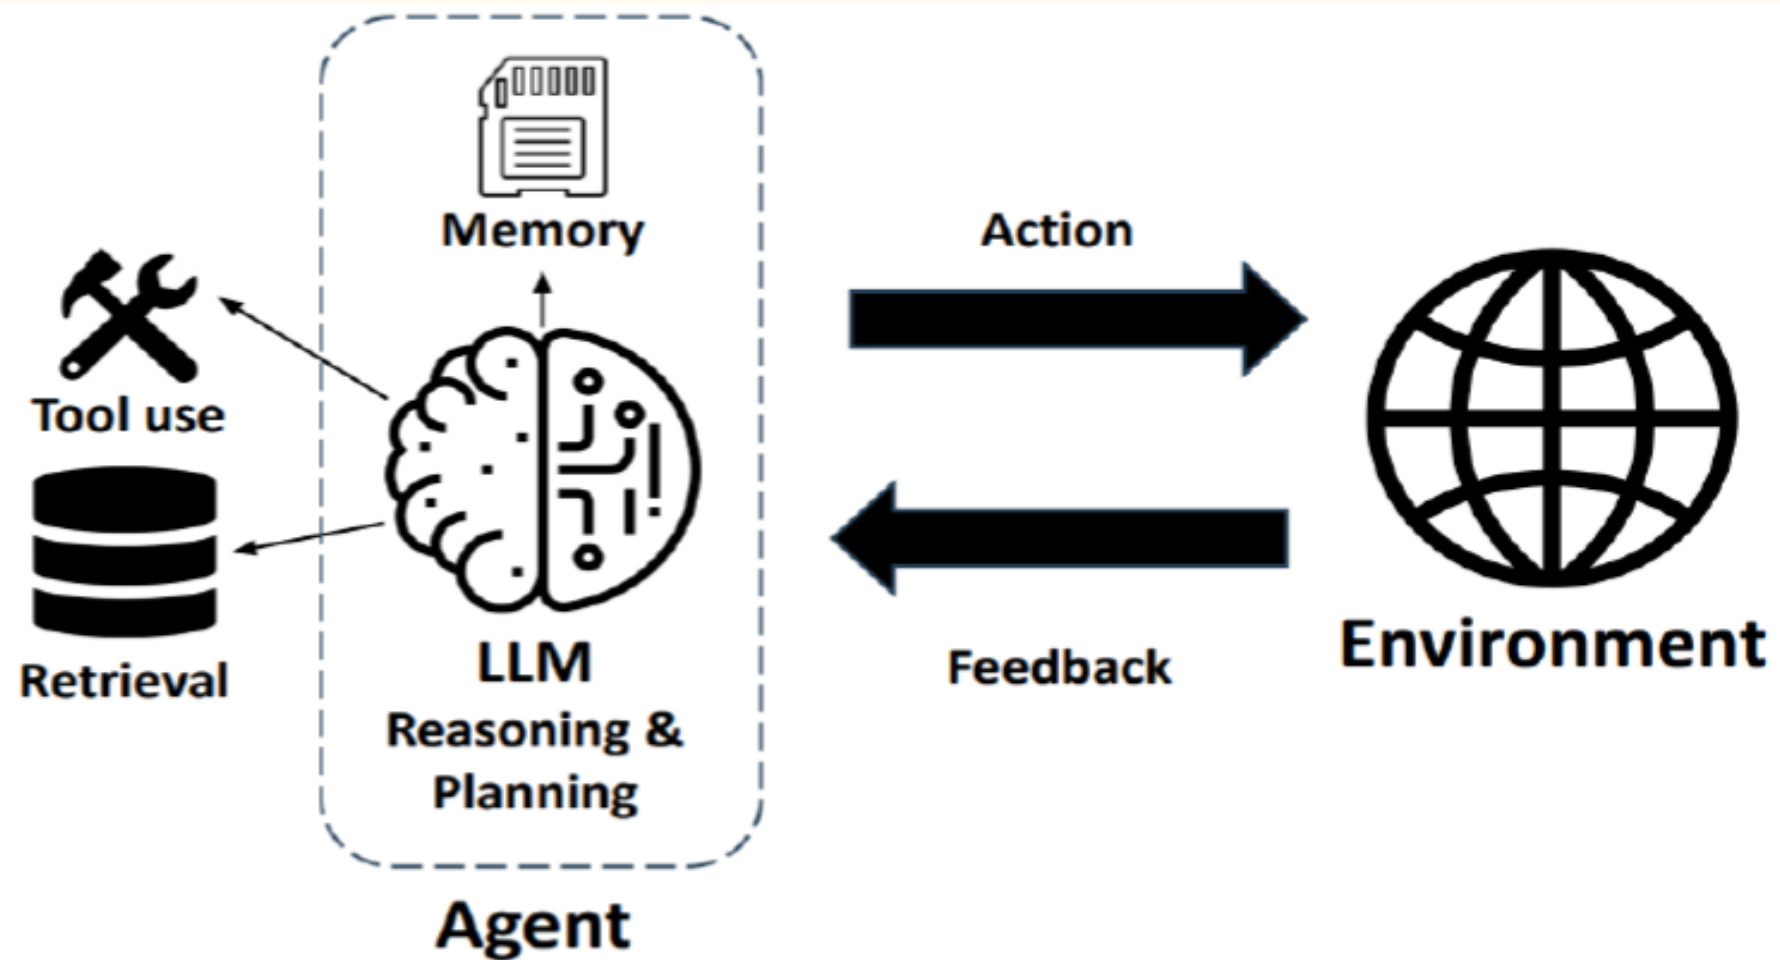 Memory
Action
Tool use
Retrieval
LLM
Reasoning &
Planning
Feedback
Environment
Agent